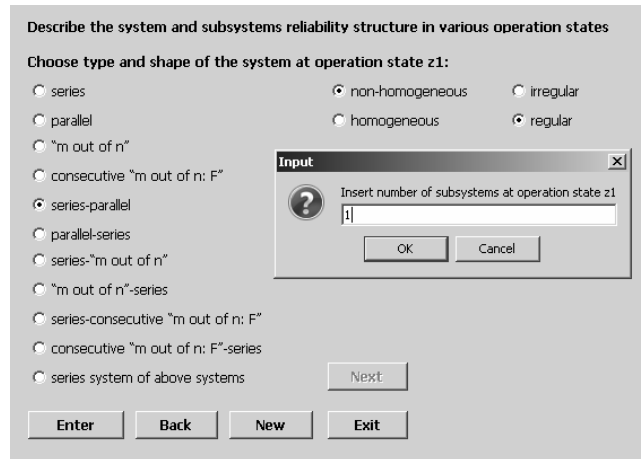 Describe the system and subsystems reliability structure in various operation states
Choose type and shape of the system at operation state z1:
series
non-homogeneous
irregular
parallel
homogeneous
regular
"m out of n"
consecutive "m out of n: F"
series-parallel
parallel-series
series-"m out of n"
"m out of n"-series
series-consecutive "m out of n: F"
consecutive "m out of n: F"-series
series system of above systems
Input
Insert number of subsystems at operation state z1
1
OK
Cancel
Next
Enter
Back
New
Exit